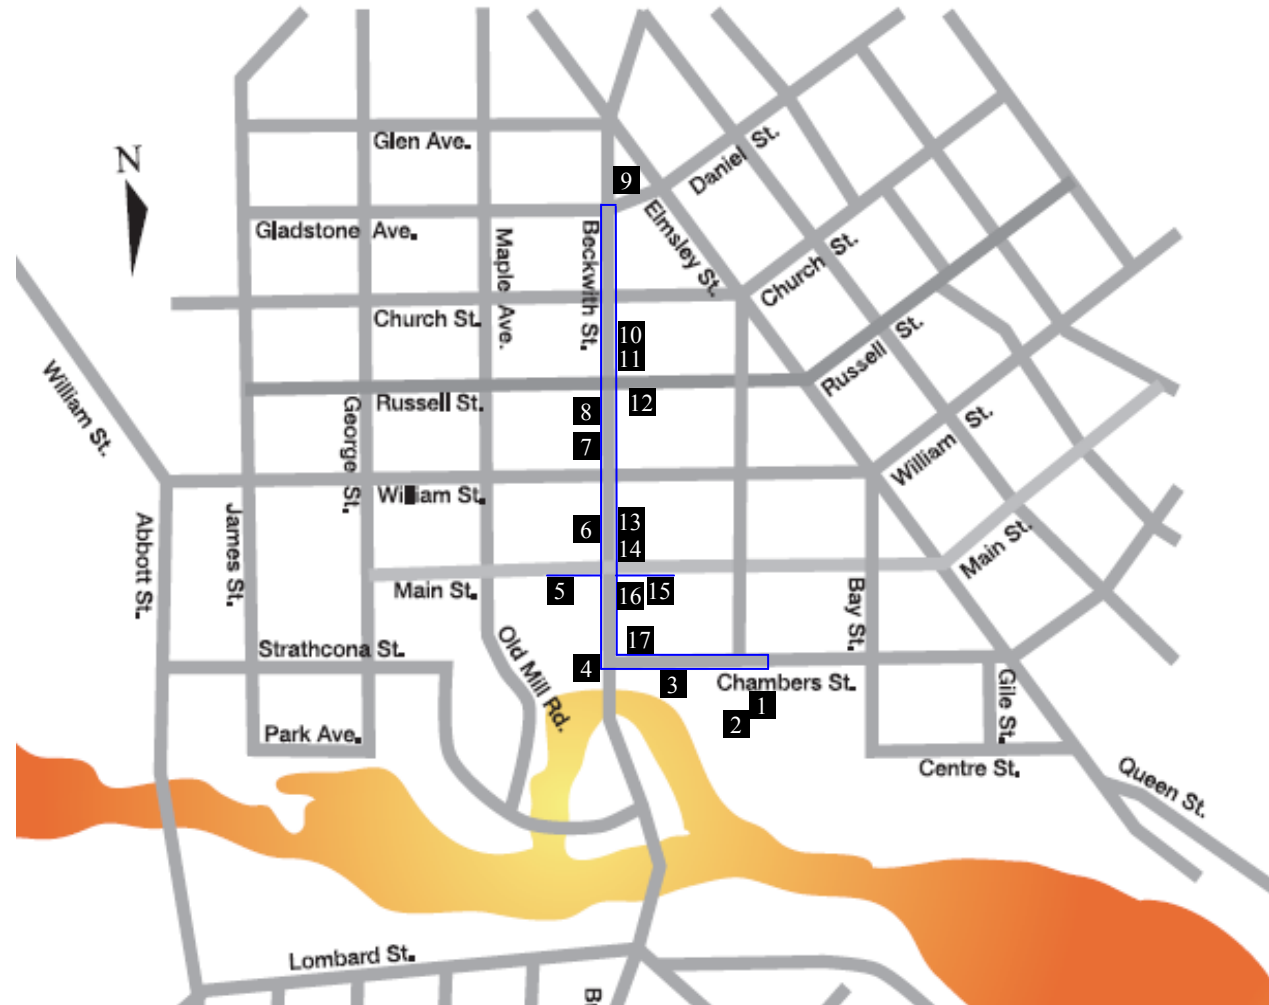 N
Glen Ave.
Daniel St.
9
Gladstone Ave.
Beckwith St.
Elmsley St.
Maple Ave.
Church St.
Church St.
10
11
William St.
Russell St.
Russell St.
8
12
George St.
7
William St.
William St.
6
13
14
Abbott St.
James St.
Main St.
Main St.
5
16
15
Bay St.
Strathcona St.
Old Mill Rd.
17
4
3
Chambers St.
1
2
Gile St.
Park Ave.
Centre St.
Queen St.
Lombard St.